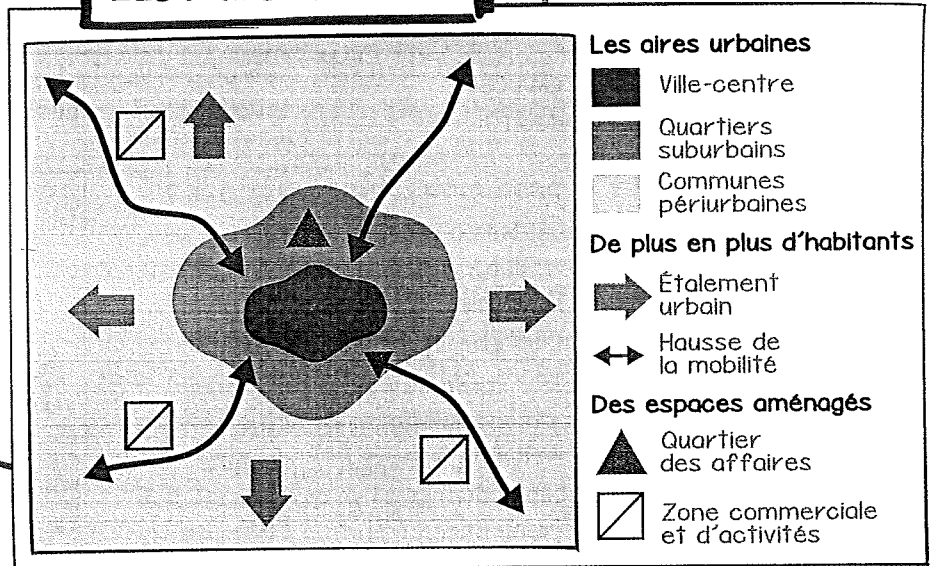 Les aires urbaines
Ville-centre
Quartiers
suburbains
Communes
périurbaines
De plus en plus d'habitants
Étalement
urbain
Hausse de
la mobilité
Des espaces aménagés
Quartier
des affaires
Zone commerciale
et d'activités